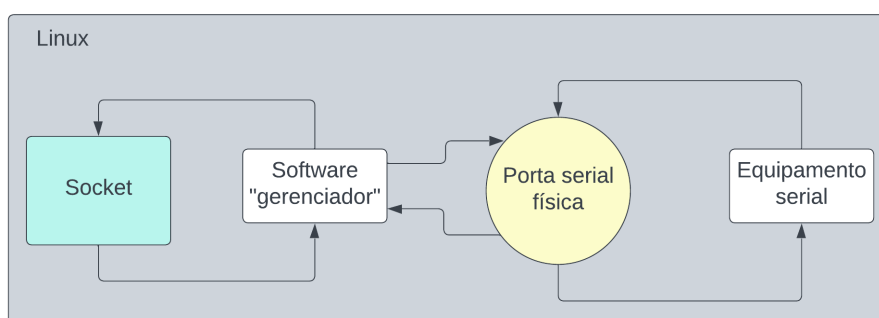 Linux
Socket
Software
"gerenciador"
Porta serial
física
Equipamento
serial